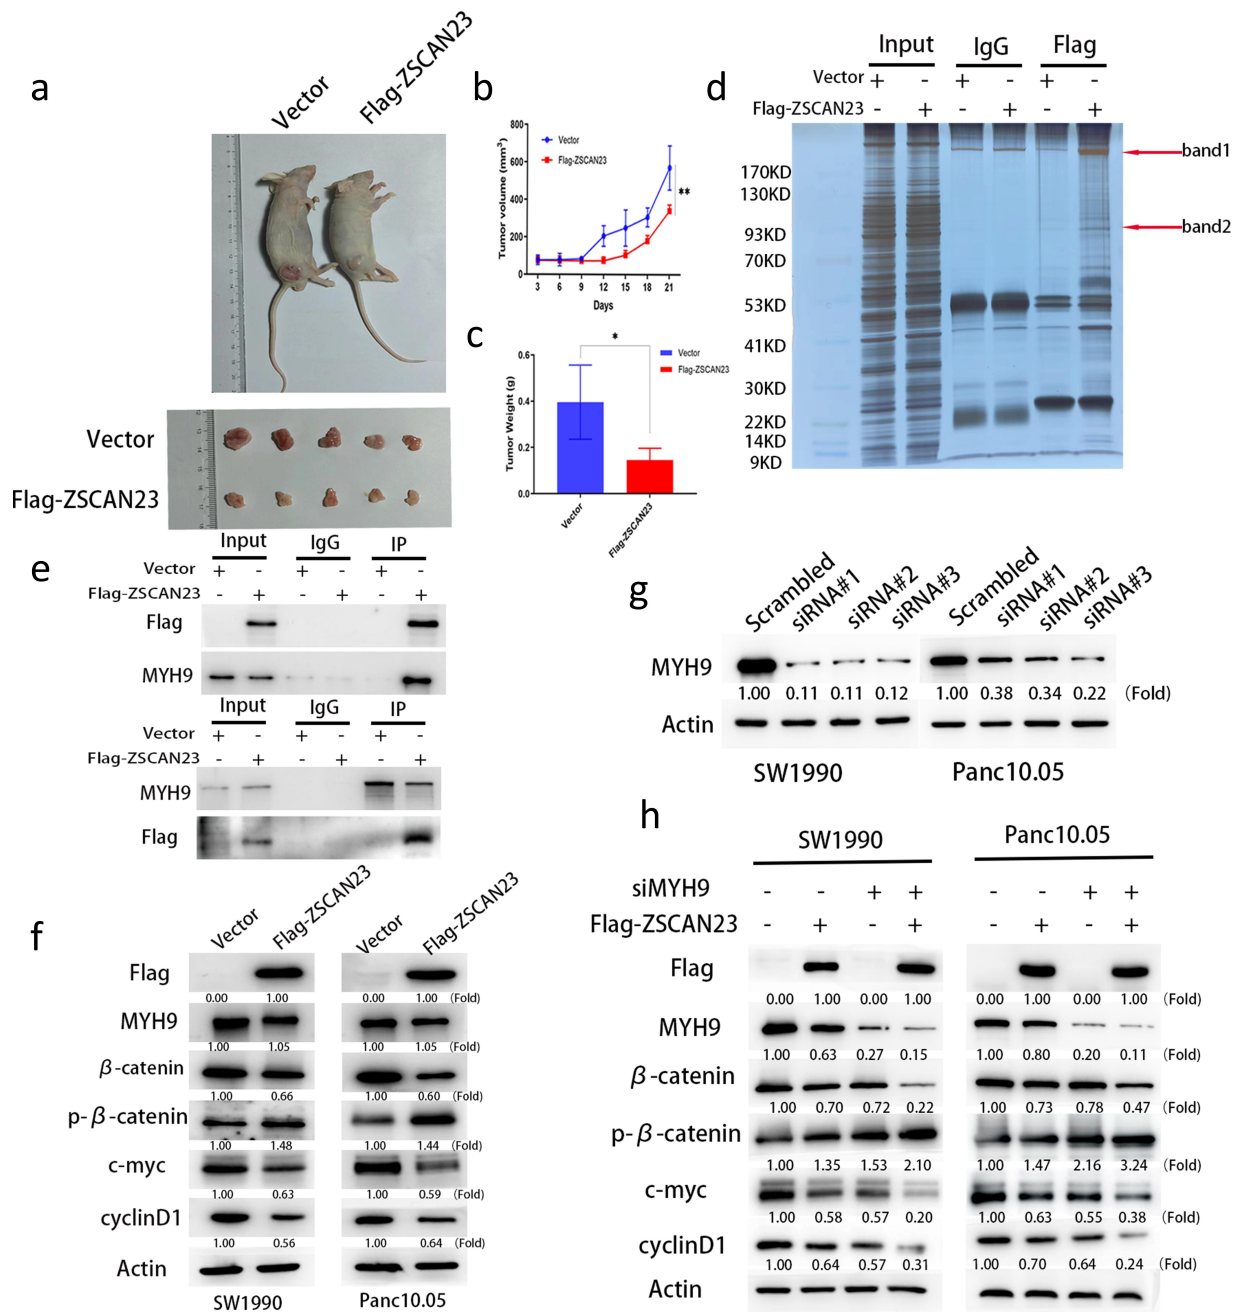 a
Vector
Flag-ZSCAN23
Vector
Flag-ZSCAN23
b
800
600
400
200
0
Tumor volume (mm³)
Vector
Flag-ZSCAN23
**
3 6 9 12 15 18 21
Days
c
0.6
0.4
0.2
0.0
Tumor Weight (g)
*
Vector
Flag-ZSCAN23
Vector
Flag-ZSCAN23
d
Input IgG Flag
Vector + - + - + -
Flag-ZSCAN23 - + - + - +
band1
170KD
130KD
band2
93KD
70KD
53KD
41KD
30KD
22KD
14KD
9KD
e
Input IgG IP
Vector + - + - + -
Flag-ZSCAN23 - + - + - +
Flag
MYH9
Input IgG IP
Vector + - + - + -
Flag-ZSCAN23 - + - + - +
MYH9
Flag
f
Vector Flag-ZSCAN23 Vector Flag-ZSCAN23
Flag
0.00 1.00 0.00 1.00 (Fold)
MYH9
1.00 1.05 1.00 1.05 (Fold)
β-catenin
1.00 0.66 1.00 0.60 (Fold)
p-β-catenin
1.00 1.48 1.00 1.44 (Fold)
c-myc
1.00 0.63 1.00 0.59 (Fold)
cyclinD1
1.00 0.56 1.00 0.64 (Fold)
Actin
SW1990 Panc10.05
g
Scrambled siRNA#1 siRNA#2 siRNA#3 Scrambled siRNA#1 siRNA#2 siRNA#3
MYH9
1.00 0.11 0.11 0.12 1.00 0.38 0.34 0.22 (Fold)
Actin
SW1990 Panc10.05
h
SW1990 Panc10.05
siMYH9 - - + + - - + +
Flag-ZSCAN23 - + - + - + - +
Flag
0.00 1.00 0.00 1.00 0.00 1.00 0.00 1.00 (Fold)
MYH9
1.00 0.63 0.27 0.15 1.00 0.80 0.20 0.11 (Fold)
β-catenin
1.00 0.70 0.72 0.22 1.00 0.73 0.78 0.47 (Fold)
p-β-catenin
1.00 1.35 1.53 2.10 1.00 1.47 2.16 3.24 (Fold)
c-myc
1.00 0.58 0.57 0.20 1.00 0.63 0.55 0.38 (Fold)
cyclinD1
1.00 0.64 0.57 0.31 1.00 0.70 0.64 0.24 (Fold)
Actin